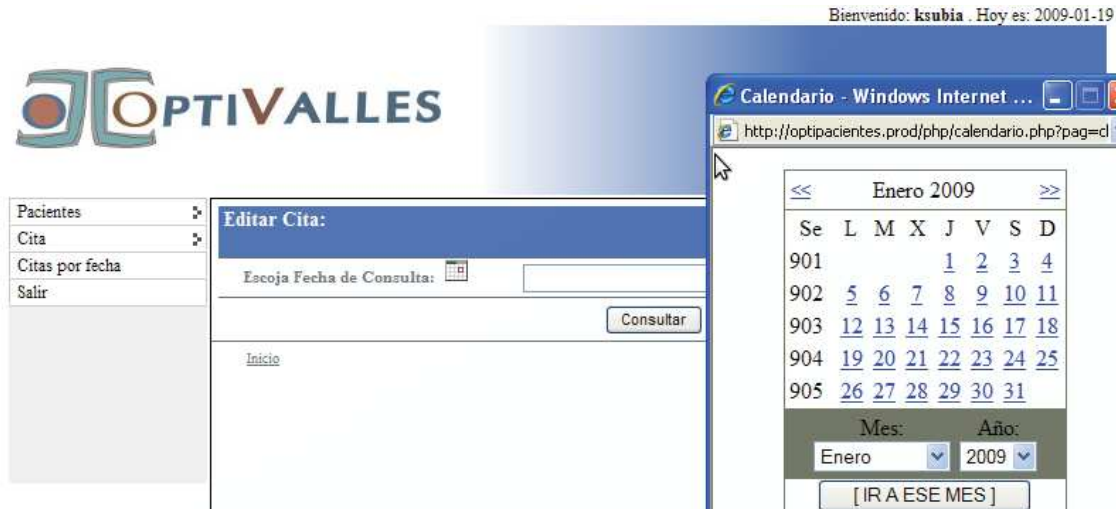 Bienvenido: ksubia . Hoy es: 2009-01-19
OPTIVALLES
Pacientes
Cita
Citas por fecha
Salir
Editar Cita:
Escoja Fecha de Consulta:
Consultar
Inicio
Calendario - Windows Internet ...
http://optipacientes.prod/php/calendario.php?pag=cl
<< Enero 2009 >>
Se L M X J V S D
901 1 2 3 4
902 5 6 7 8 9 10 11
903 12 13 14 15 16 17 18
904 19 20 21 22 23 24 25
905 26 27 28 29 30 31
Mes: Año:
Enero 2009
[ IR A ESE MES ]